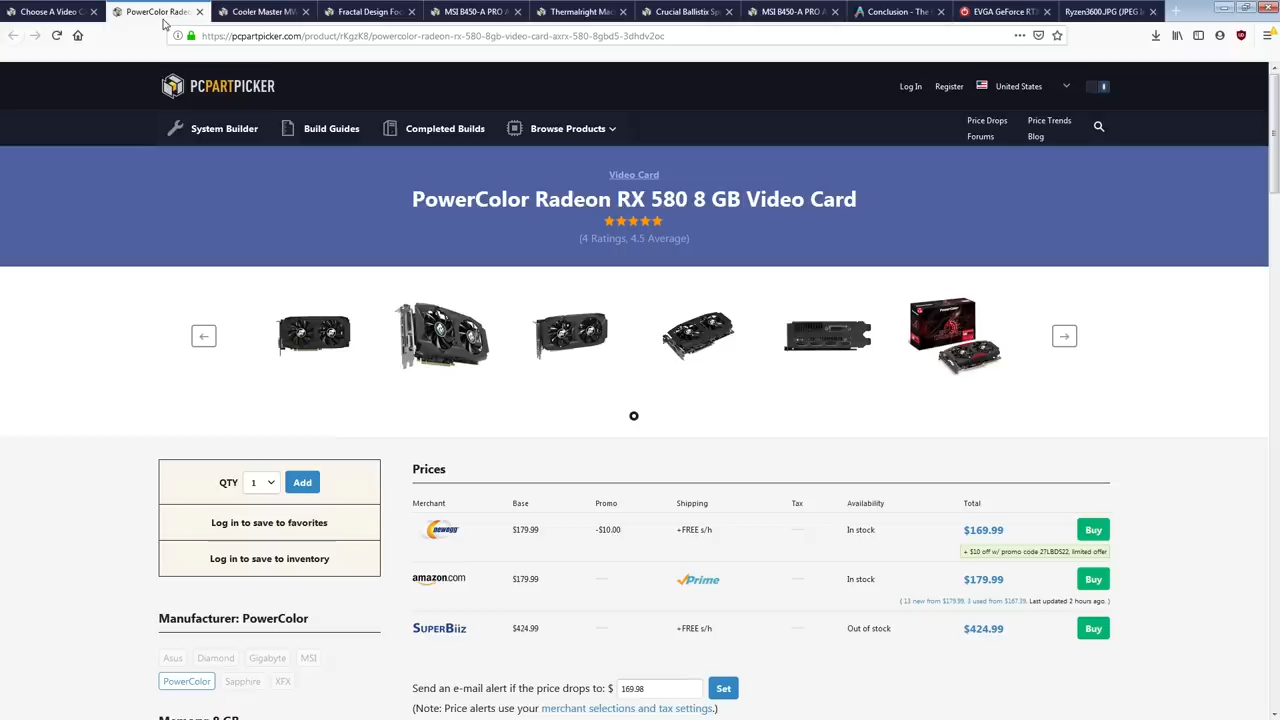 Choose A Video C
PowerColor Rade
Cooler Master MW
Fractal Design Foc
MSI B450-A PRO A
Thermalright Mac
Crucial Ballistix Sp
MSI B450-A PRO A
Conclusion - The
EVGA GeForce RTX
Ryzen3600.JPG (JPEG I
https://pcpartpicker.com/product/rKgzK8/powercolor-radeon-rx-580-8gb-video-card-axrx-580-8gbd5-3dhdv2oc
PCPARTPICKER
Log In
Register
United States
System Builder
Build Guides
Completed Builds
Browse Products
Price Drops
Price Trends
Forums
Blog
Video Card
PowerColor Radeon RX 580 8 GB Video Card
(4 Ratings, 4.5 Average)
QTY 1 Add
Log in to save to favorites
Log in to save to inventory
Manufacturer: PowerColor
Asus Diamond Gigabyte MSI
PowerColor Sapphire XFX
Memory: 8 GB
Prices
Merchant Base Promo Shipping Tax Availability Total
newegg $179.99 -$10.00 +FREE s/h — In stock $169.99 Buy
+ $10 off w/ promo code 27LBDS22, limited offer
amazon.com $179.99 — Prime — In stock $179.99 Buy
( 13 new from $179.99, 3 used from $167.39. Last updated 2 hours ago. )
SUPERBiiz $424.99 — +FREE s/h — Out of stock $424.99 Buy
Send an e-mail alert if the price drops to: $ 169.98 Set
(Note: Price alerts use your merchant selections and tax settings.)